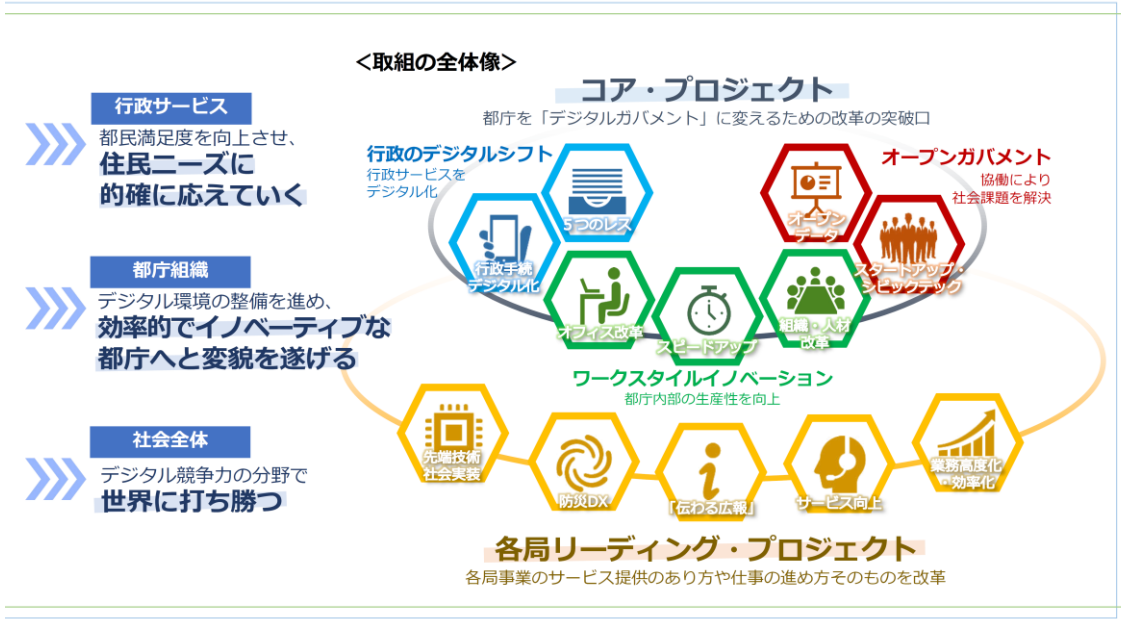 <取組の全体像>
行政サービス
都民満足度を向上させ、
住民ニーズに
的確に応えていく
都庁組織
デジタル環境の整備を進め、
効率的でイノベーティブな
都庁へと変貌を遂げる
社会全体
デジタル競争力の分野で
世界に打ち勝つ
コア・プロジェクト
都庁を「デジタルガバメント」に変えるための改革の突破口
行政のデジタルシフト
行政サービスを
デジタル化
5つのレス
行政手続
デジタル化
オープンガバメント
協働により
社会課題を解決
オープン
データ
スタートアップ・
シビックテック
オフィス改革
スピードアップ
組織・人材
改革
ワークスタイルイノベーション
都庁内部の生産性を向上
先端技術
社会実装
防災DX
「伝わる広報」
サービス向上
業務高度化
・効率化
各局リーディング・プロジェクト
各局事業のサービス提供のあり方や仕事の進め方そのものを改革